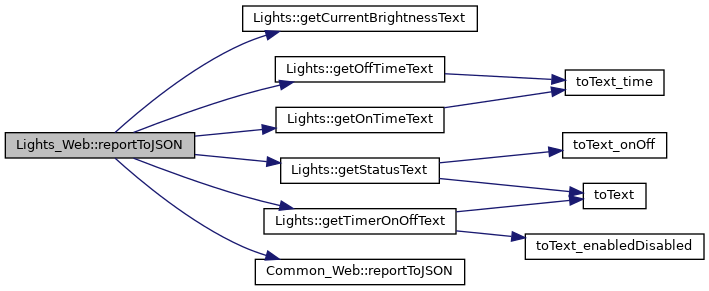 Lights::getCurrentBrightnessText
Lights::getOffTimeText
toText_time
Lights::getOnTimeText
Lights_Web::reportToJSON
toText_onOff
Lights::getStatusText
toText
Lights::getTimerOnOffText
toText_enabledDisabled
Common_Web::reportToJSON